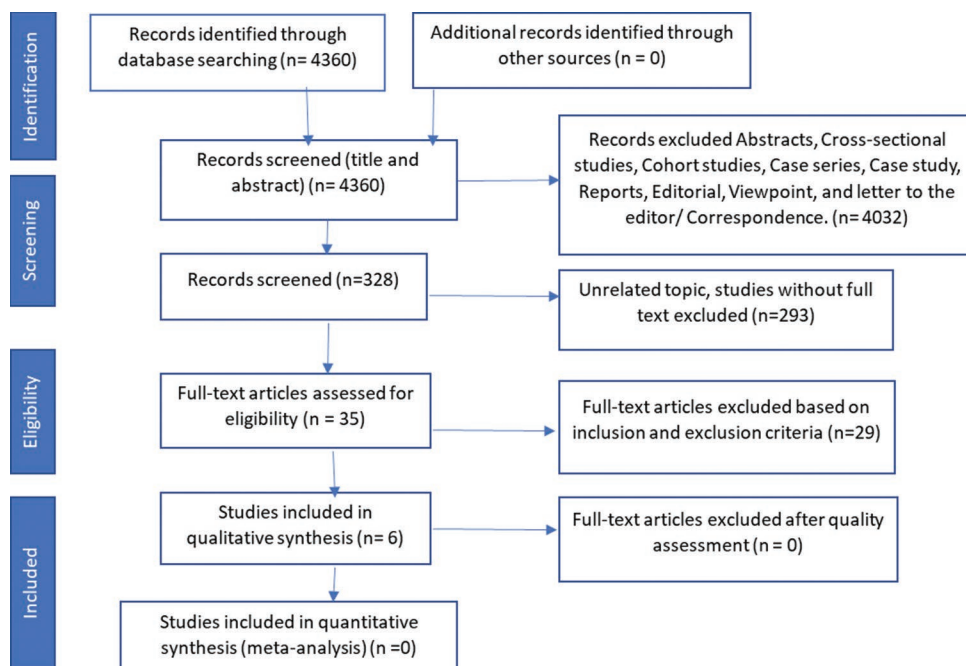 Identification
Records identified through
database searching (n= 4360)
Additional records identified through
other sources (n = 0)
Records screened (title and
abstract) (n= 4360)
Records excluded Abstracts, Cross-sectional
studies, Cohort studies, Case series, Case study,
Reports, Editorial, Viewpoint, and letter to the
editor/ Correspondence. (n= 4032)
Screening
Records screened (n=328)
Unrelated topic, studies without full
text excluded (n=293)
Eligibility
Full-text articles assessed for
eligibility (n = 35)
Full-text articles excluded based on
inclusion and exclusion criteria (n=29)
Included
Studies included in
qualitative synthesis (n= 6)
Full-text articles excluded after quality
assessment (n = 0)
Studies included in quantitative
synthesis (meta-analysis) (n =0)